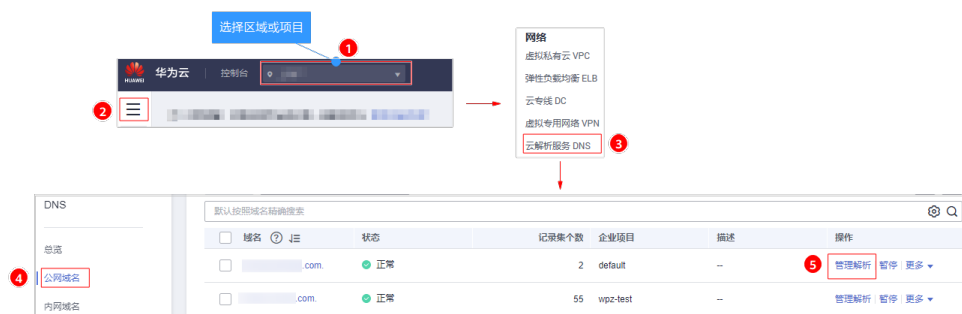 选择区域或项目
1
HUAWEI 华为云 控制台
2
网络
虚拟私有云 VPC
弹性负载均衡 ELB
云专线 DC
虚拟专用网络 VPN
云解析服务 DNS 3
DNS
总览
4 公网域名
内网域名
默认按照域名精确搜索
域名 ? 状态 记录集个数 企业项目 描述 操作
.com. 正常 2 default -- 5 管理解析 暂停 更多
.com. 正常 55 wpz-test -- 管理解析 暂停 更多